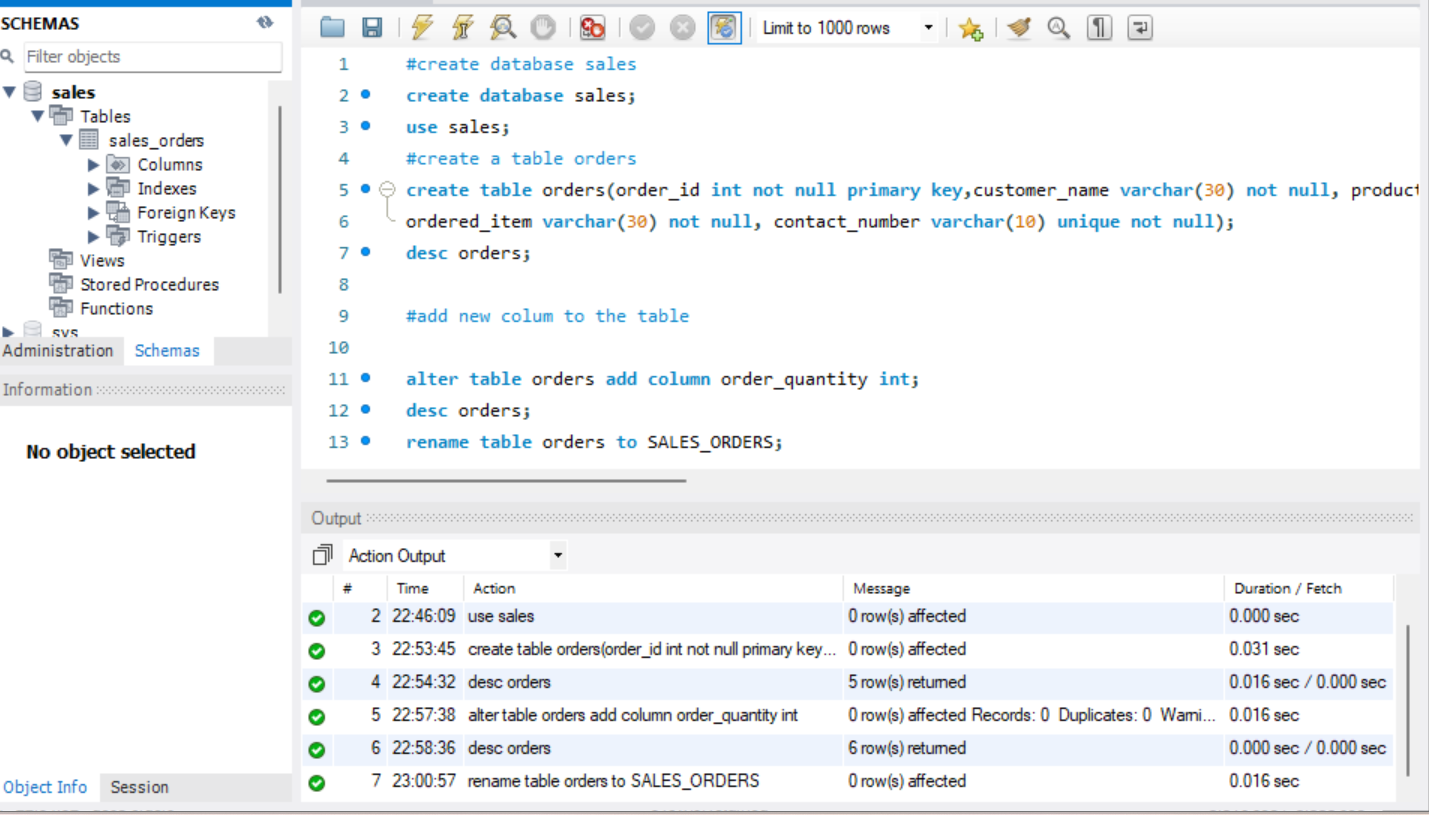 SCHEMAS
Filter objects
sales
Tables
sales_orders
Columns
Indexes
Foreign Keys
Triggers
Views
Stored Procedures
Functions
sys
Administration Schemas
Information
No object selected
Object Info Session
Limit to 1000 rows
1 #create database sales
2 create database sales;
3 use sales;
4 #create a table orders
5 create table orders(order_id int not null primary key,customer_name varchar(30) not null, product
6 ordered_item varchar(30) not null, contact_number varchar(10) unique not null);
7 desc orders;
8
9 #add new colum to the table
10
11 alter table orders add column order_quantity int;
12 desc orders;
13 rename table orders to SALES_ORDERS;
Output
Action Output
# Time Action Message Duration / Fetch
2 22:46:09 use sales 0 row(s) affected 0.000 sec
3 22:53:45 create table orders(order_id int not null primary key... 0 row(s) affected 0.031 sec
4 22:54:32 desc orders 5 row(s) returned 0.016 sec / 0.000 sec
5 22:57:38 alter table orders add column order_quantity int 0 row(s) affected Records: 0 Duplicates: 0 Warni... 0.016 sec
6 22:58:36 desc orders 6 row(s) returned 0.000 sec / 0.000 sec
7 23:00:57 rename table orders to SALES_ORDERS 0 row(s) affected 0.016 sec